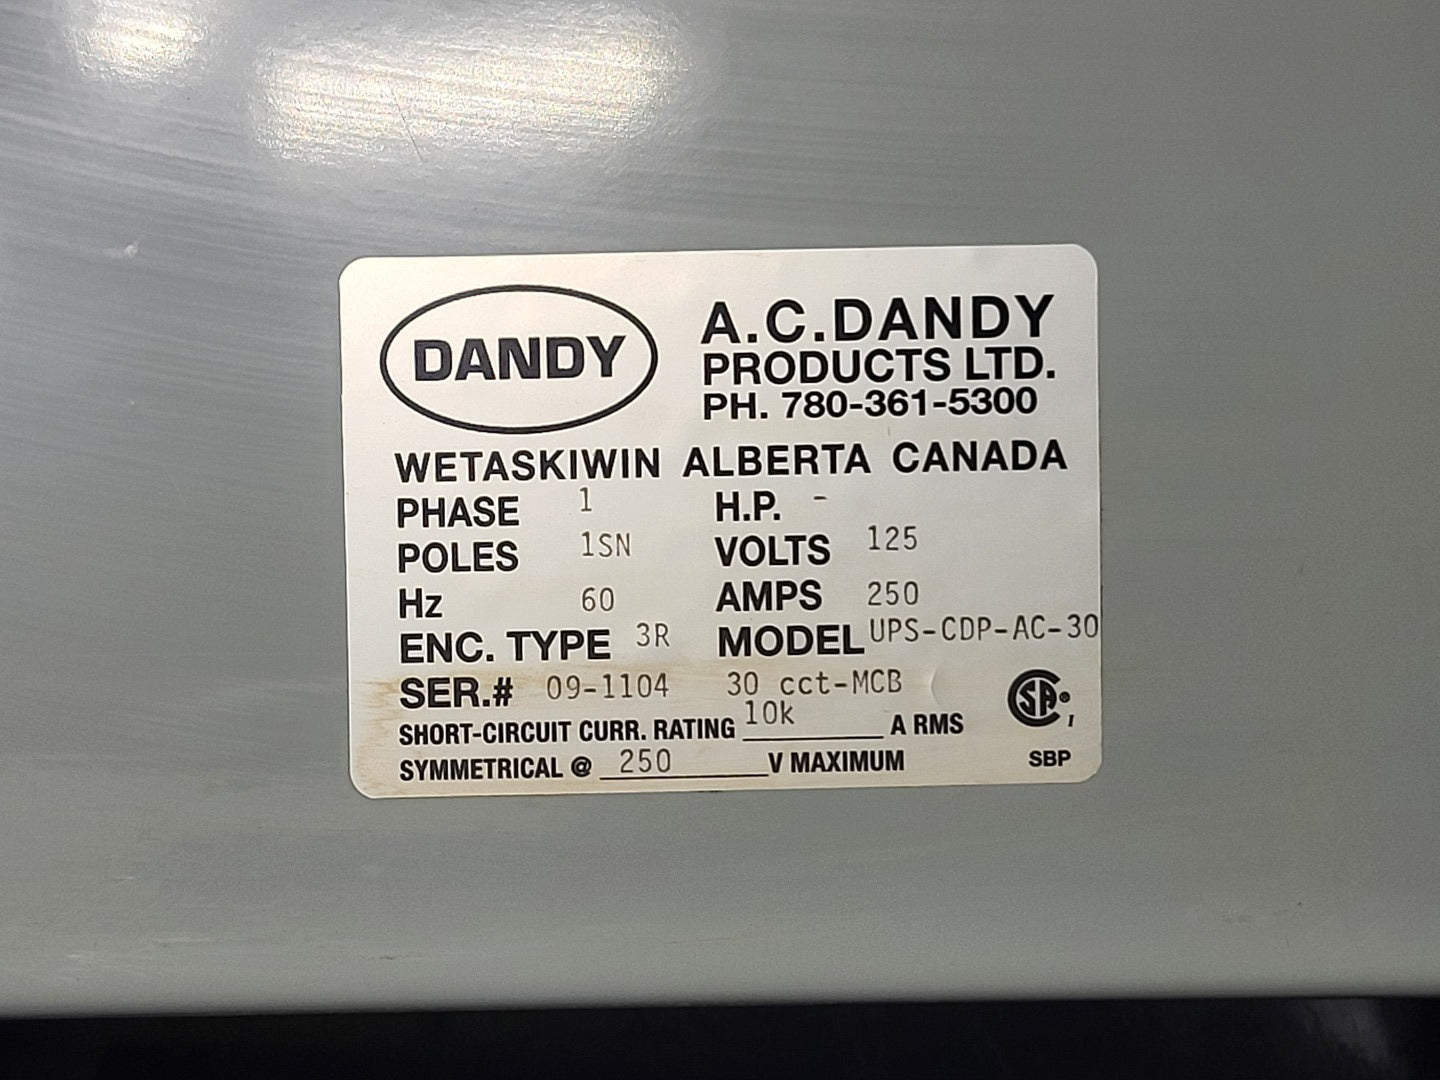 DANDY
A.C.DANDY
PRODUCTS LTD.
PH. 780-361-5300
WETASKIWIN ALBERTA CANADA
PHASE 1 H.P. -
POLES 1SN VOLTS 125
Hz 60 AMPS 250
ENC. TYPE 3R MODEL UPS-CDP-AC-30
SER.# 09-1104 30 cct-MCB
SHORT-CIRCUIT CURR. RATING 10k A RMS
SYMMETRICAL @ 250 V MAXIMUM
SA ® I
SBP